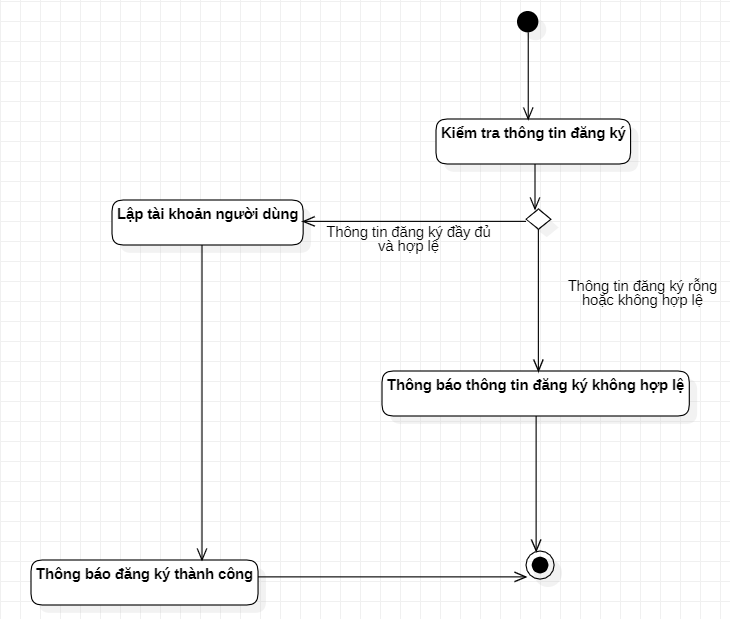 Kiểm tra thông tin đăng ký
Lập tài khoản người dùng
Thông tin đăng ký đầy đủ
và hợp lệ
Thông tin đăng ký rỗng
hoặc không hợp lê
Thông báo thông tin đăng ký không hợp lệ
Thông báo đăng ký thành công